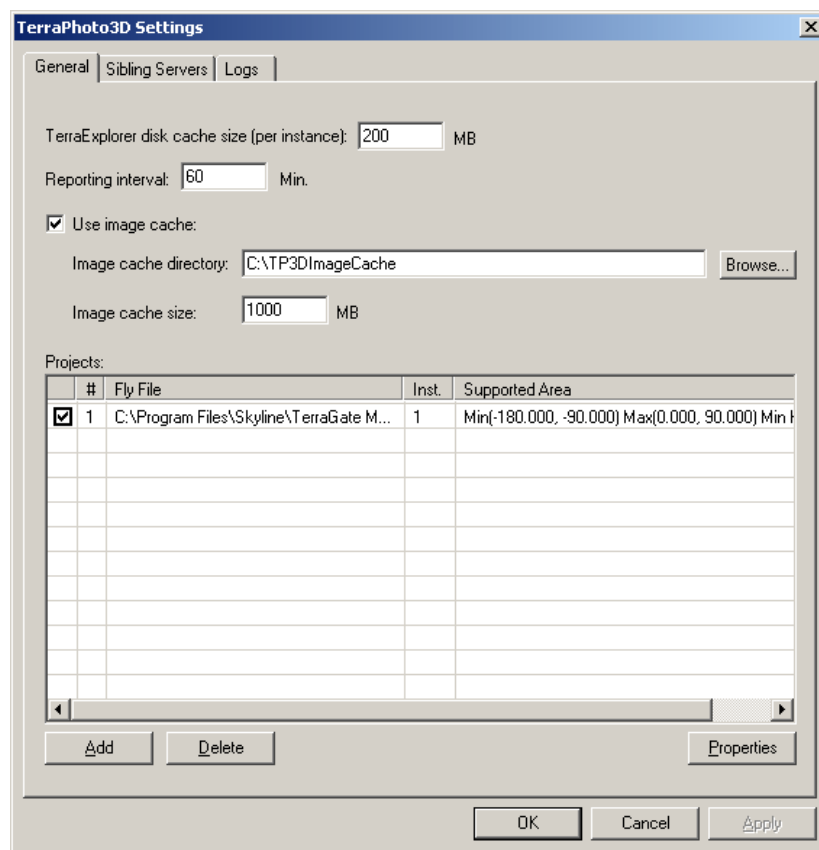 TerraPhoto3D Settings
General Sibling Servers Logs
TerraExplorer disk cache size (per instance): 200 MB
Reporting interval: 60 Min.
Use image cache:
Image cache directory: C:\TP3DImageCache Browse...
Image cache size: 1000 MB
Projects:
# Fly File Inst. Supported Area
1 C:\Program Files\Skyline\TerraGate M... 1 Min(-180.000, -90.000) Max(0.000, 90.000) Min
Add Delete Properties
OK Cancel Apply